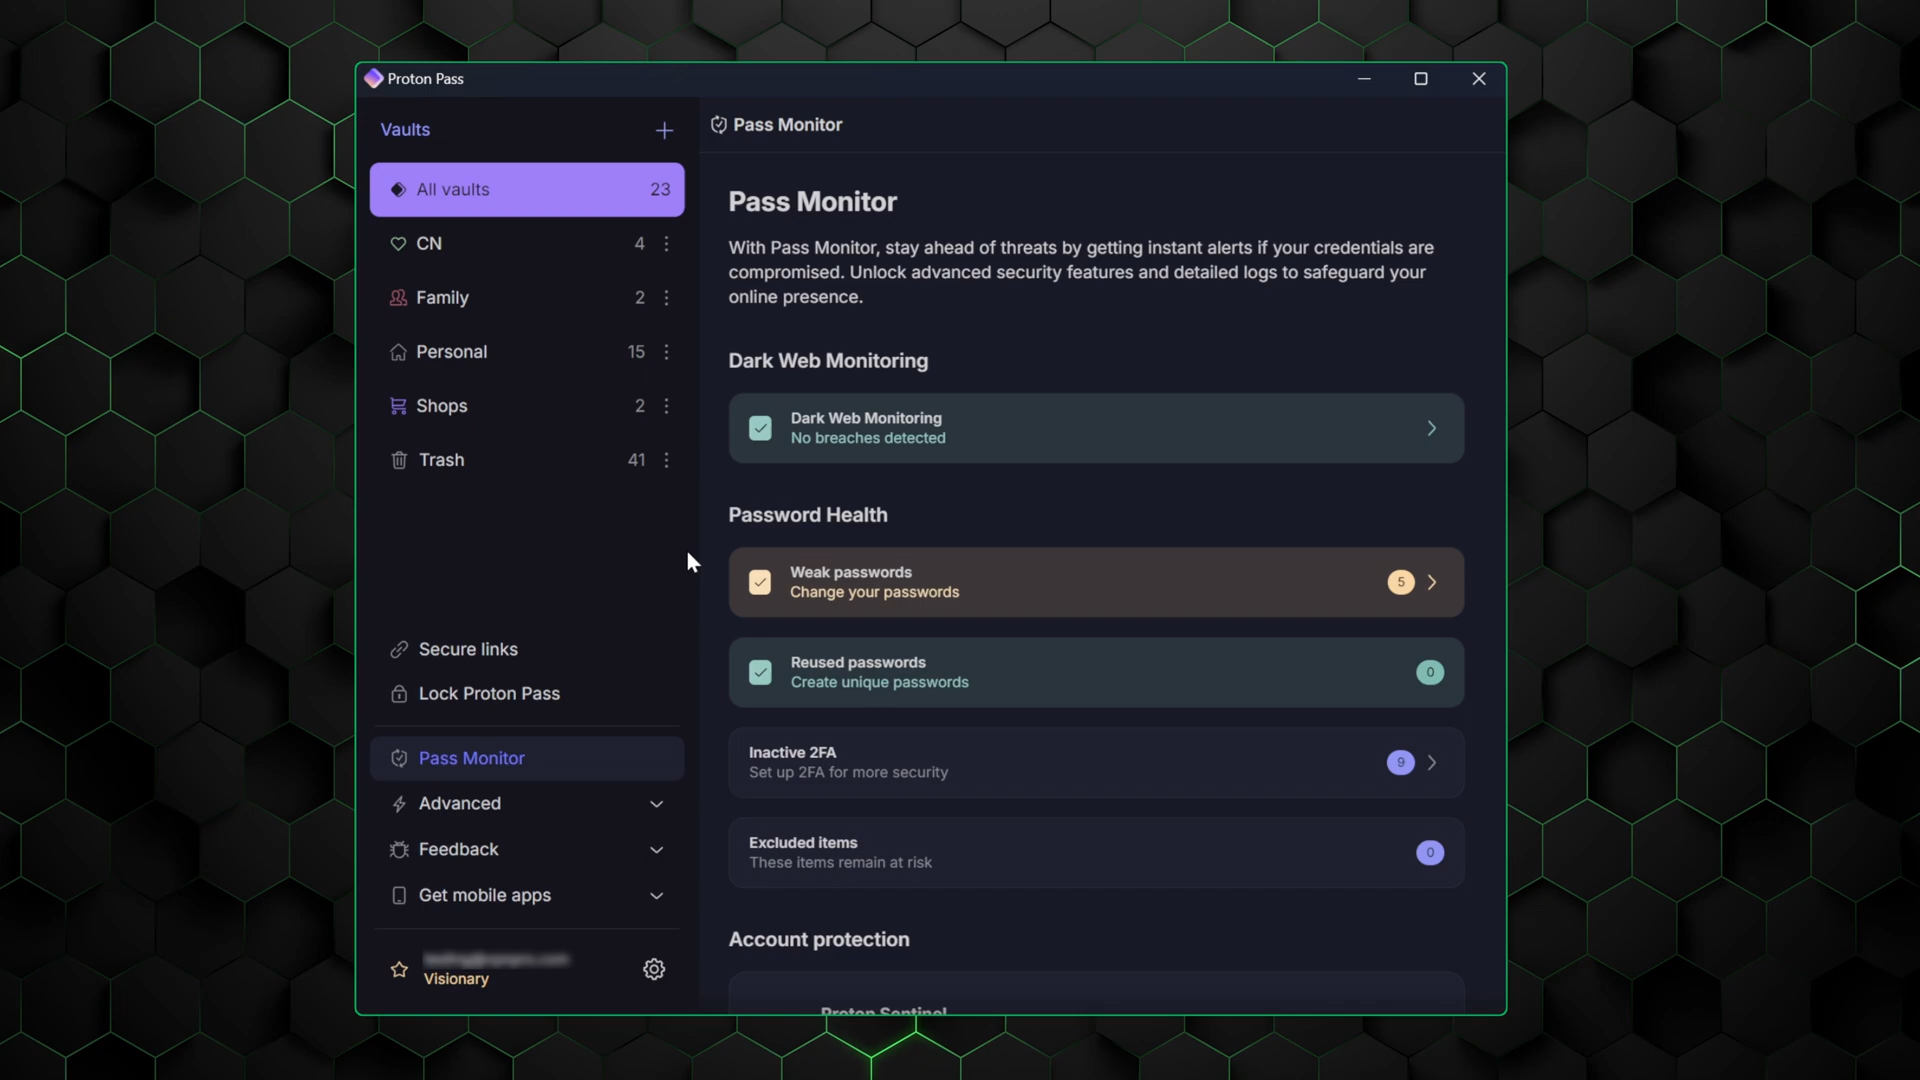 Proton Pass
Vaults
All vaults 23
CN 4
Family 2
Personal 15
Shops 2
Trash 41
Secure links
Lock Proton Pass
Pass Monitor
Advanced
Feedback
Get mobile apps
Visionary
Pass Monitor
Pass Monitor
With Pass Monitor, stay ahead of threats by getting instant alerts if your credentials are
compromised. Unlock advanced security features and detailed logs to safeguard your
online presence.
Dark Web Monitoring
Dark Web Monitoring
No breaches detected
Password Health
Weak passwords
Change your passwords
5
Reused passwords
Create unique passwords
0
Inactive 2FA
Set up 2FA for more security
9
Excluded items
These items remain at risk
0
Account protection
Proton Sentinel